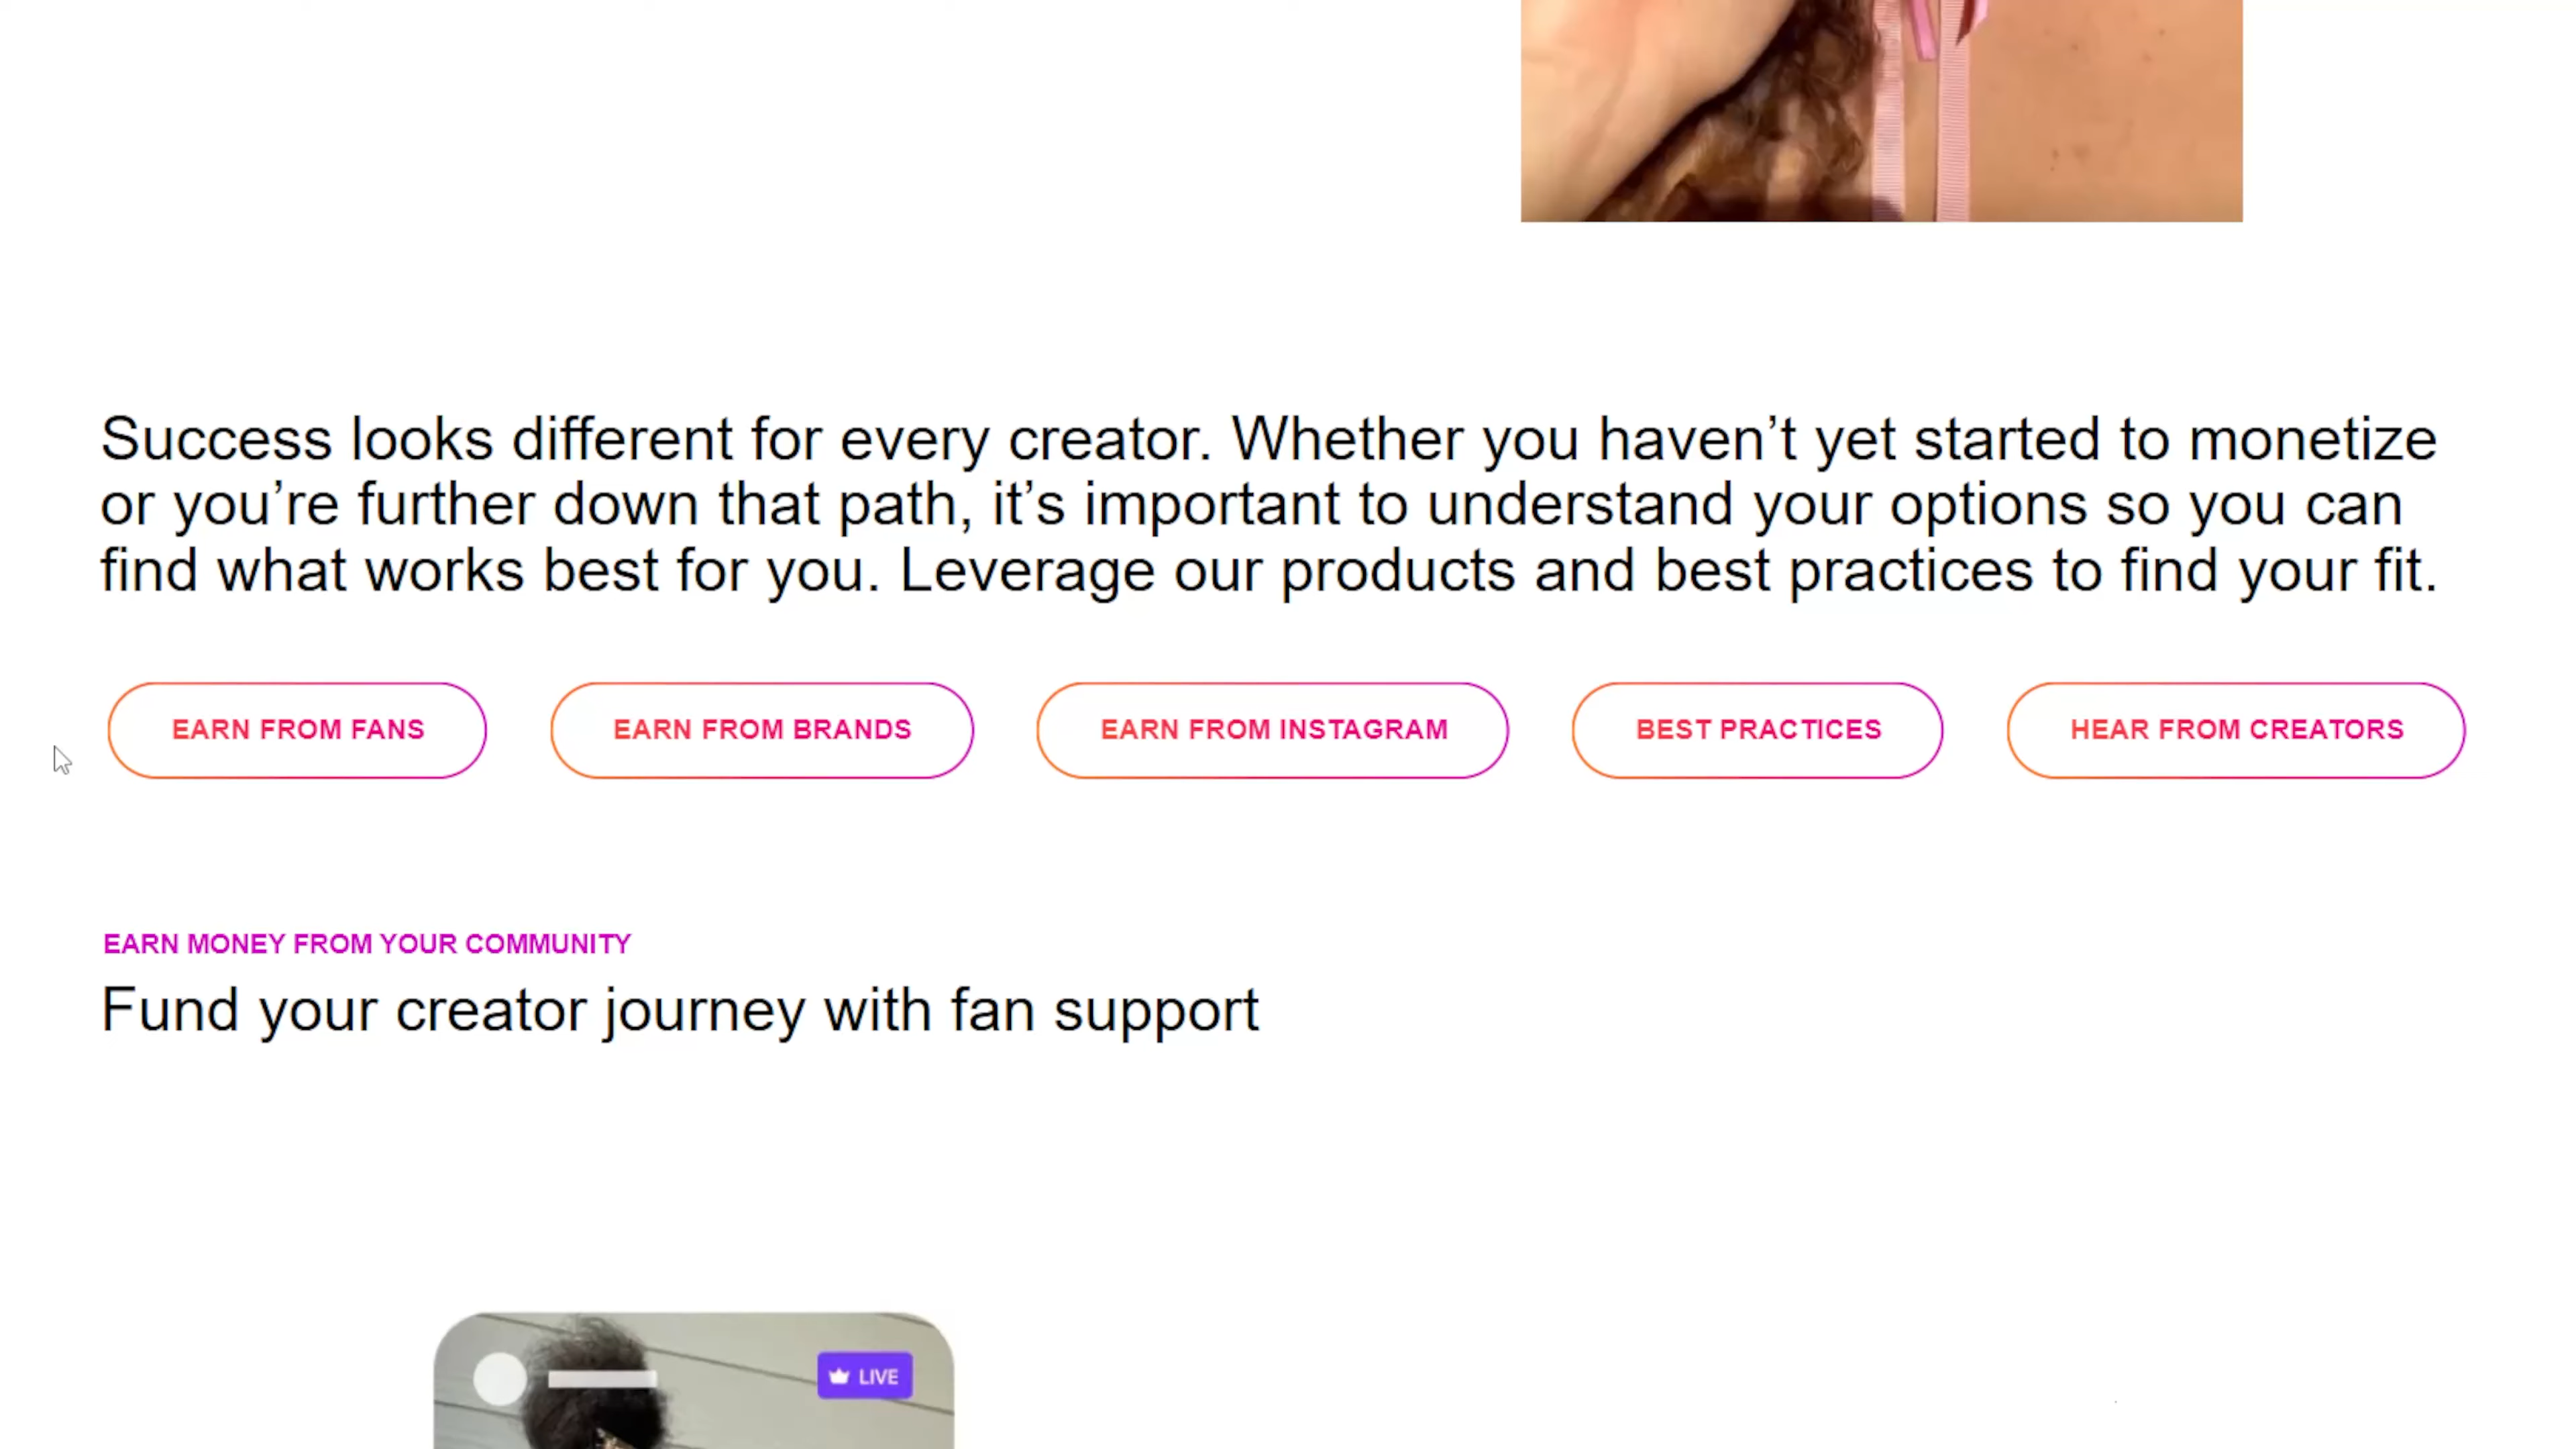 Success looks different for every creator. Whether you haven’t yet started to monetize
or you’re further down that path, it’s important to understand your options so you can
find what works best for you. Leverage our products and best practices to find your fit.
EARN FROM FANS
EARN FROM BRANDS
EARN FROM INSTAGRAM
BEST PRACTICES
HEAR FROM CREATORS
EARN MONEY FROM YOUR COMMUNITY
Fund your creator journey with fan support
LIVE